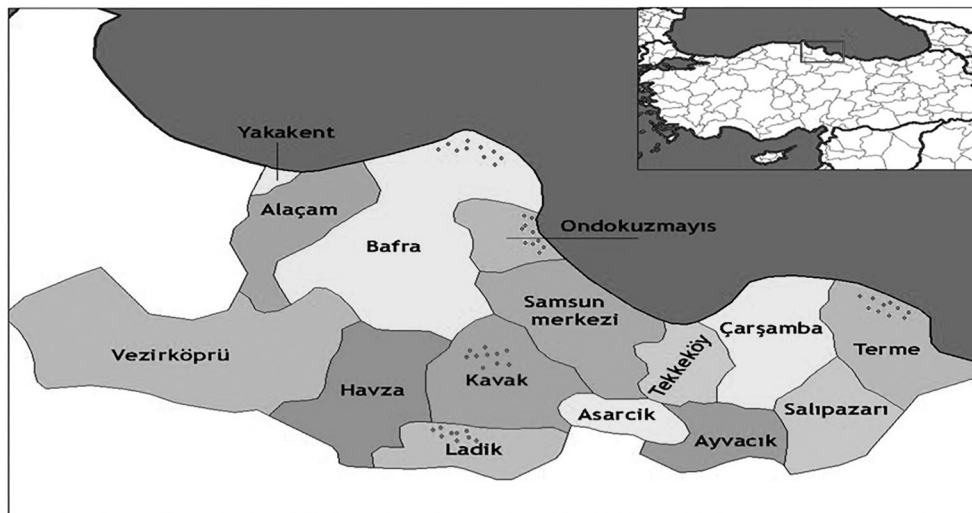 Yakakent
Alaçam
Bafra
Ondokuzmayıs
Samsun
merkezi
Çarşamba
Terme
Tekkeköy
Vezirköprü
Havza
Kavak
Asarcik
Salıpazarı
Ladik
Ayvacık